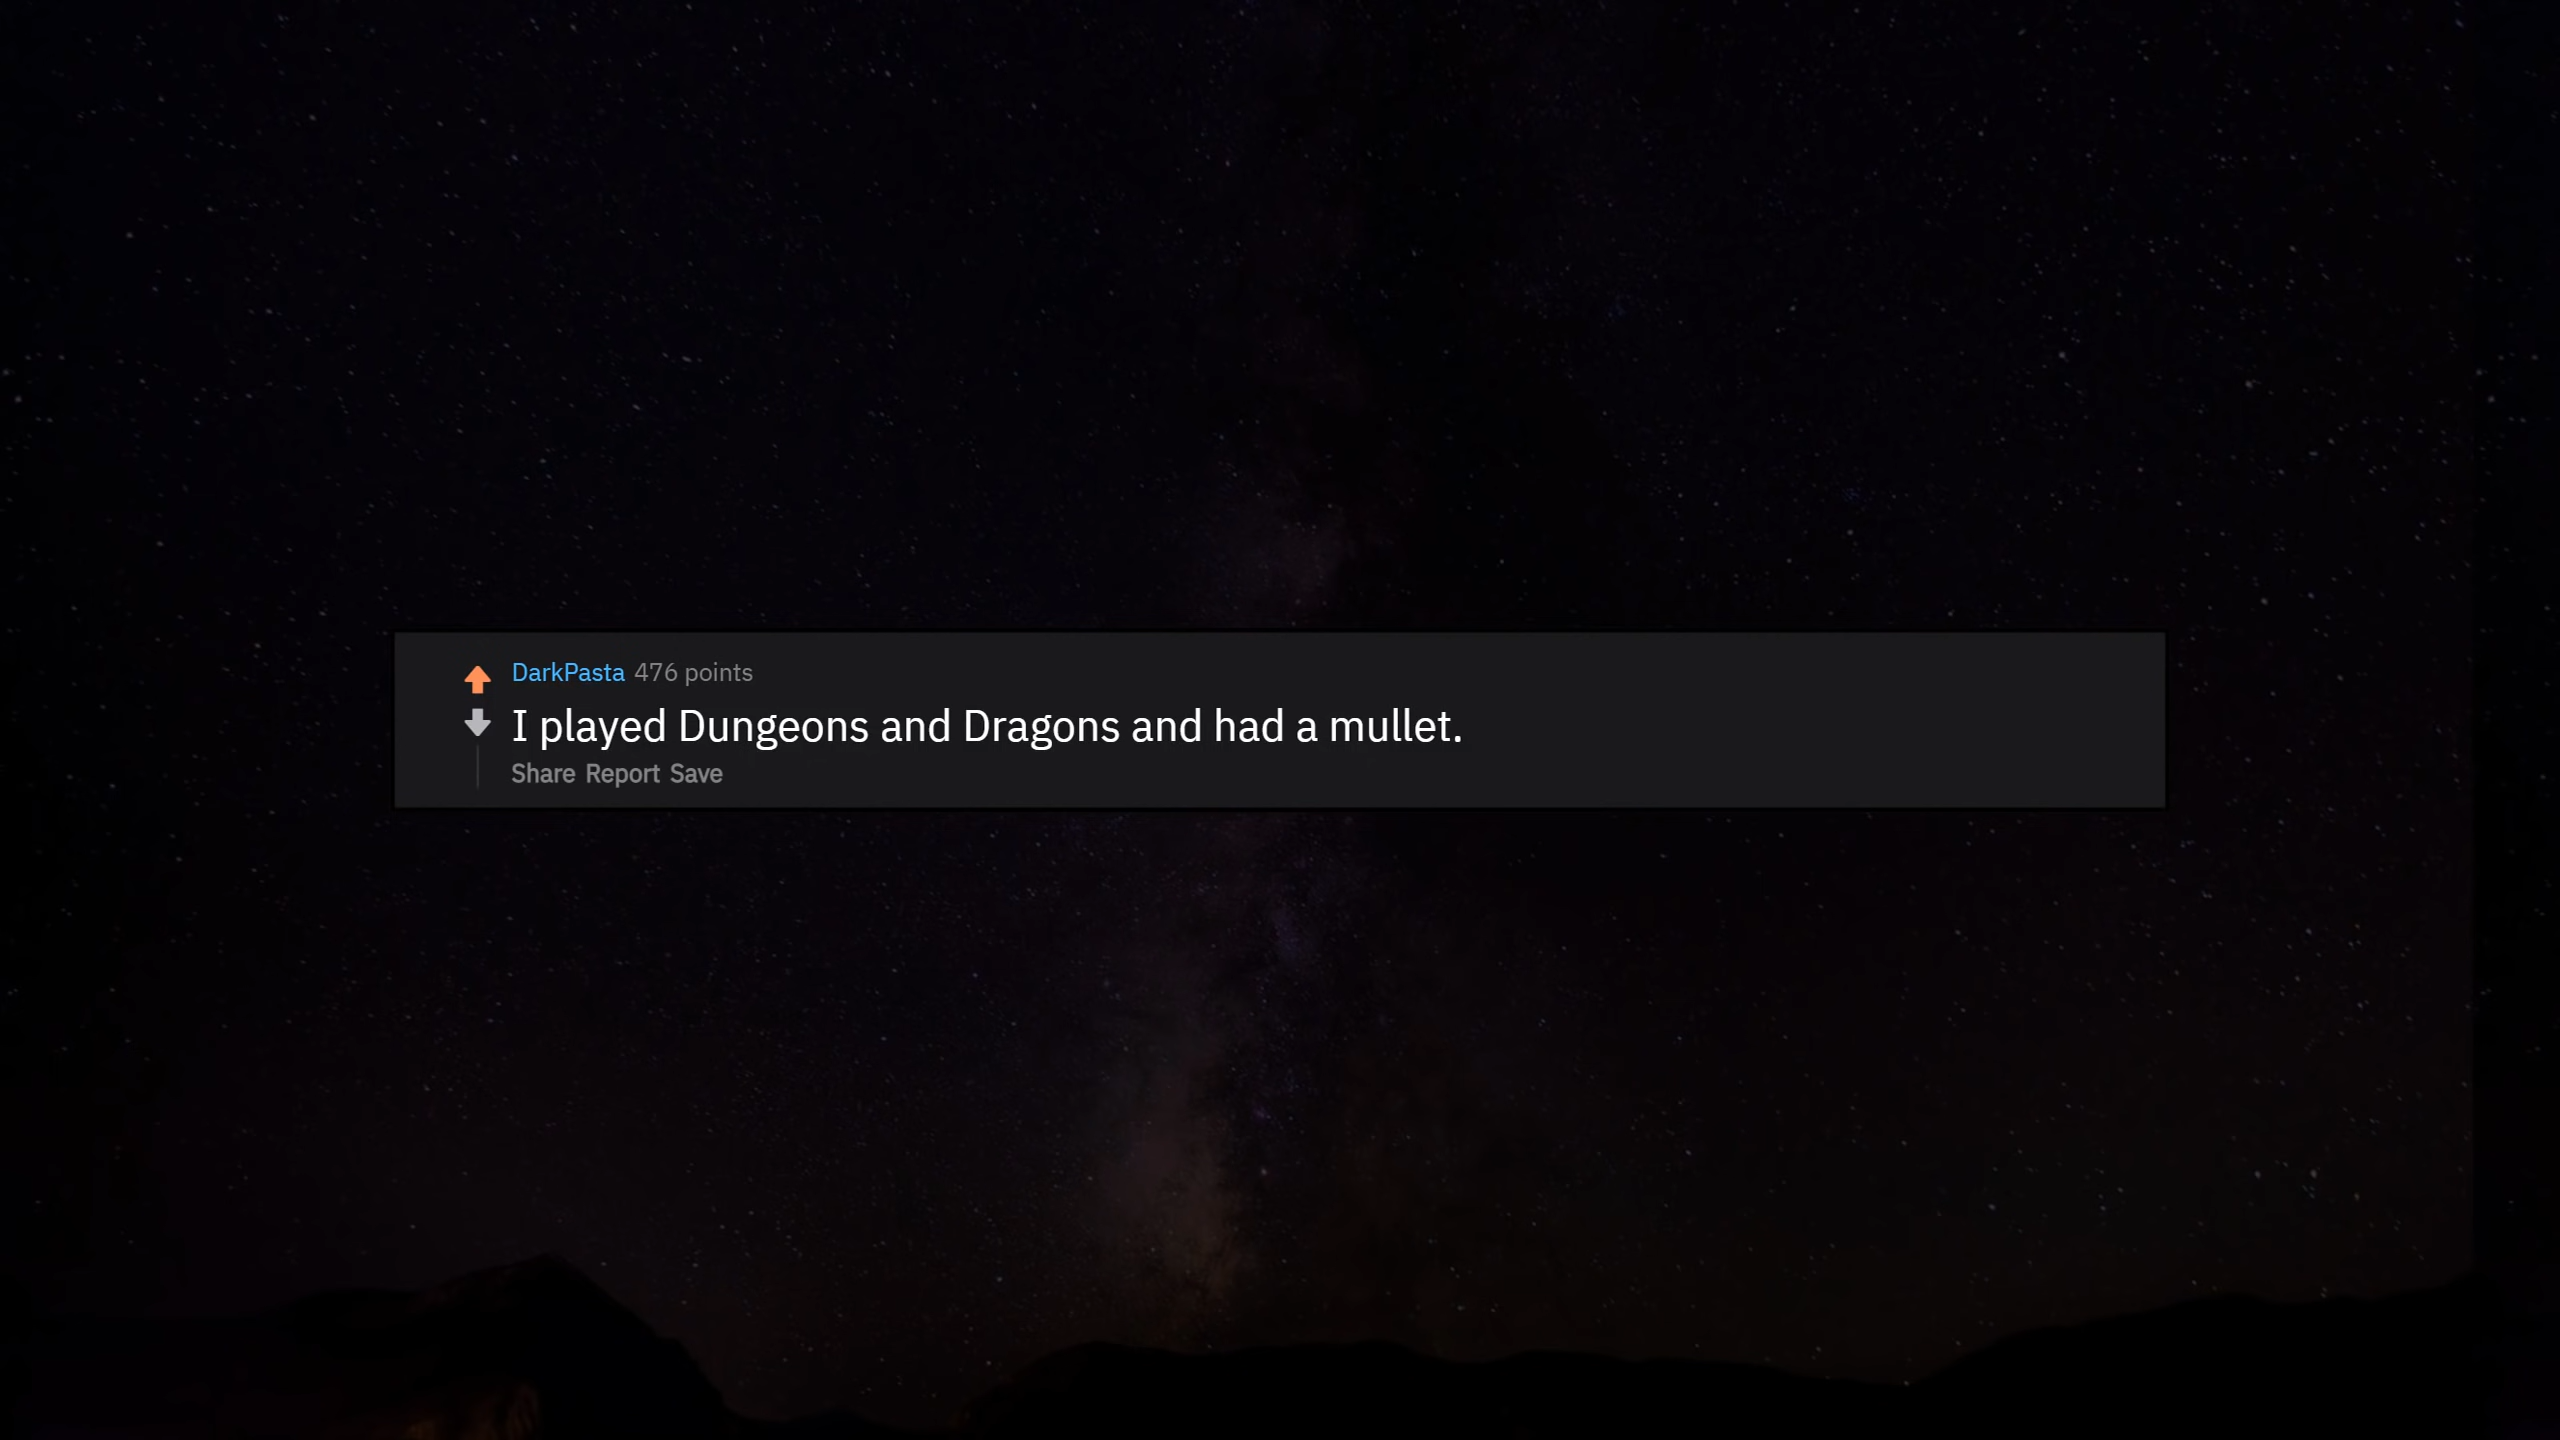 DarkPasta 476 points
I played Dungeons and Dragons and had a mullet.
Share Report Save